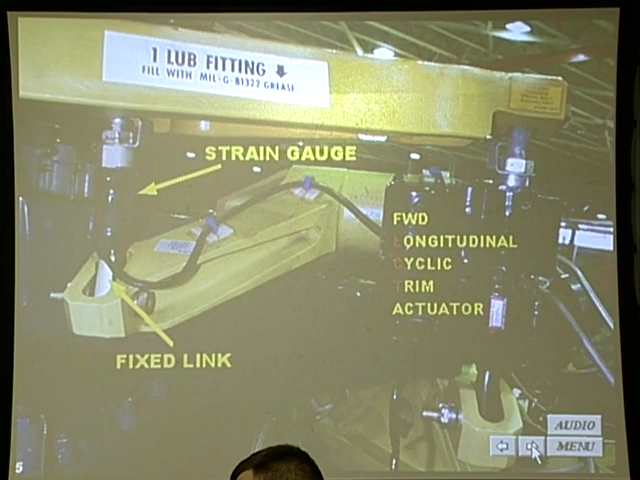 1 LUB FITTING
FILL WITH MIL-G-81322 GREASE
STRAIN GAUGE
FWD
LONGITUDINAL
CYCLIC
TRIM
ACTUATOR
FIXED LINK
AUDIO
MENU
5